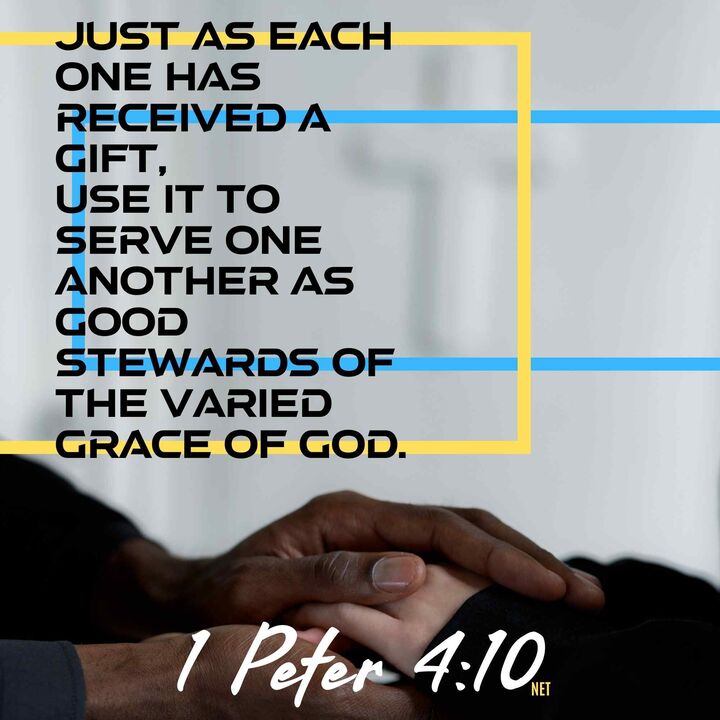 JUST AS EACH
ONE HAS
RECEIVED A
GIFT,
USE IT TO
SERVE ONE
ANOTHER AS
GOOD
STEWARDS OF
THE VARIED
GRACE OF GOD.
1 Peter 4:10
NET